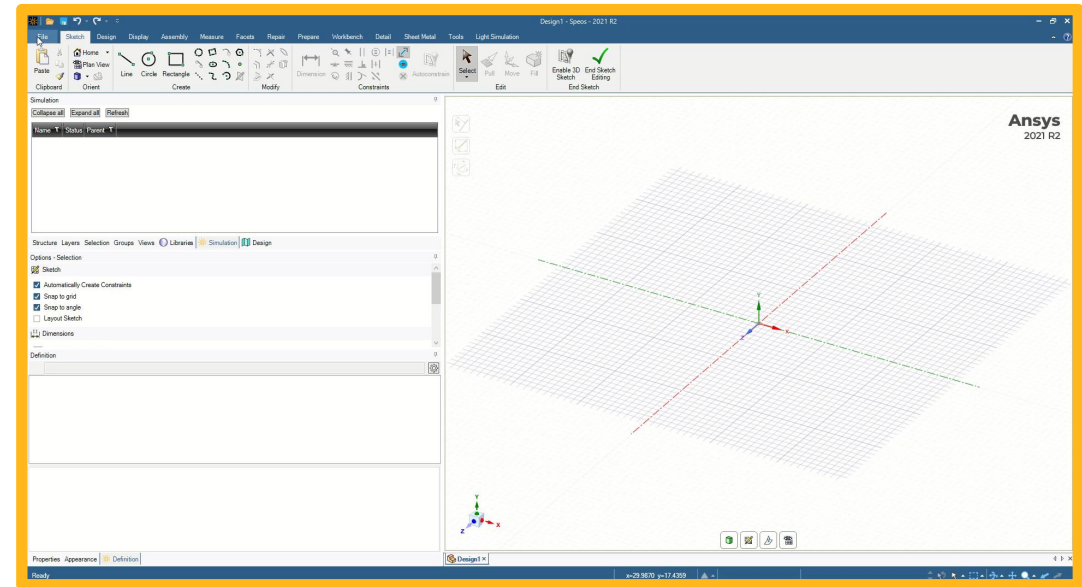 Design1 - Speos - 2021 R2
File Sketch Design Display Assembly Measure Facets Repair Prepare Workbench Detail Sheet Metal Tools Light Simulation
Home
Plan View
Paste
Line Circle Rectangle
Dimension
Autoconstrain
Select Pull Move Fill
Enable 3D Sketch
End Sketch Editing
Clipboard Orient Create Modify Constraints Edit End Sketch
Simulation
Collapse all Expand all Refresh
Name Status Parent
Structure Layers Selection Groups Views Libraries Simulation Design
Options - Selection
Sketch
Automatically Create Constraints
Snap to grid
Snap to angle
Layout Sketch
Dimensions
Definition
Properties Appearance Definition
Ansys
2021 R2
Y
X
Z
Y
X
Z
Design1
Ready
x=29.9870 y=17.4359